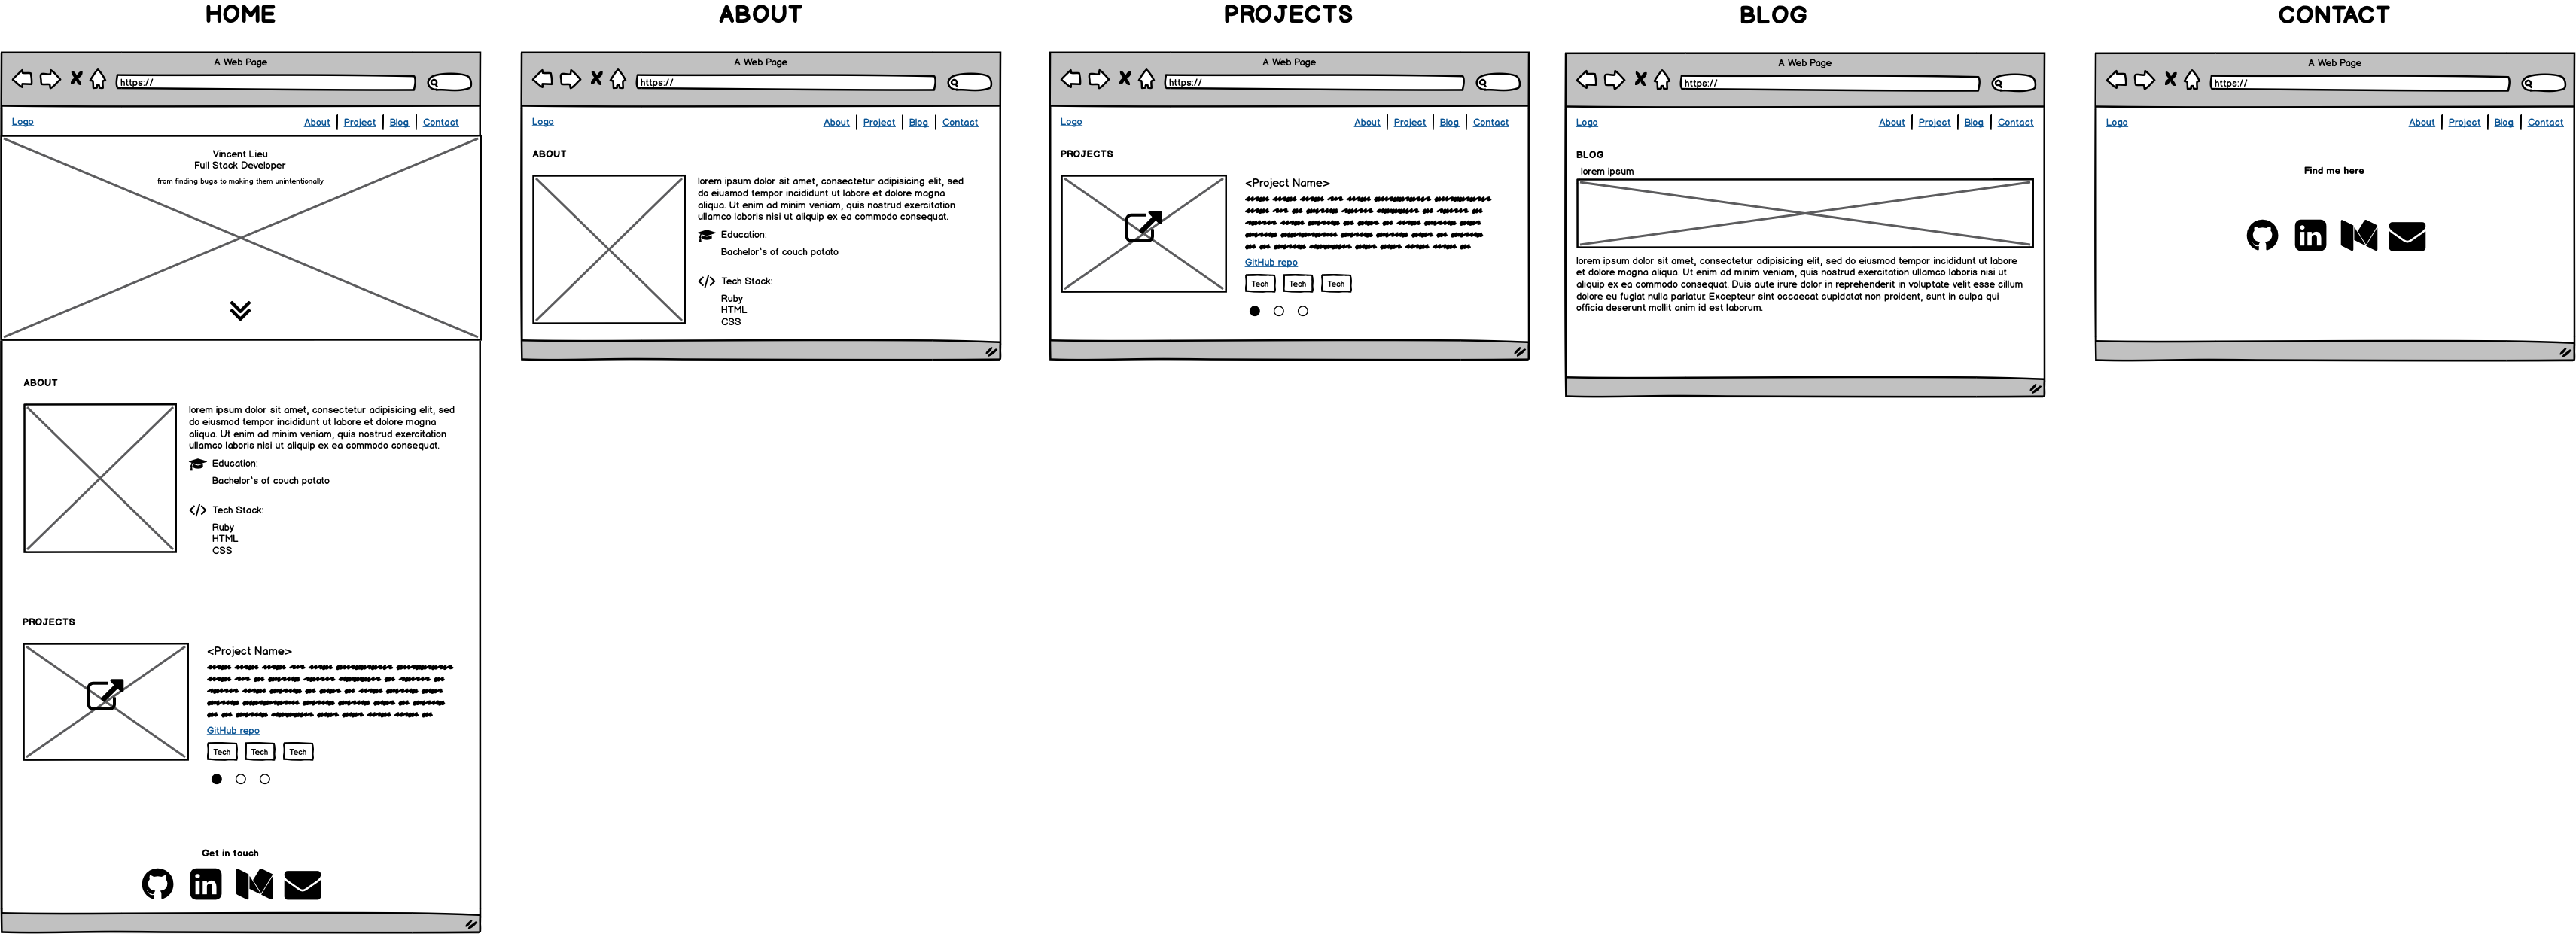 HOME
A Web Page
https://
Logo
About Project Blog Contact
Vincent Lieu
Full Stack Developer
from finding bugs to making them unintentionally
ABOUT
lorem ipsum dolor sit amet, consectetur adipisicing elit, sed
do eiusmod tempor incididunt ut labore et dolore magna
aliqua. Ut enim ad minim veniam, quis nostrud exercitation
ullamco laboris nisi ut aliquip ex ea commodo consequat.
Education:
Bachelor`s of couch potato
</> Tech Stack:
Ruby
HTML
CSS
PROJECTS
<Project Name>
GitHub repo
Tech Tech Tech
Get in touch
in
ABOUT
A Web Page
https://
Logo
About Project Blog Contact
ABOUT
lorem ipsum dolor sit amet, consectetur adipisicing elit, sed
do eiusmod tempor incididunt ut labore et dolore magna
aliqua. Ut enim ad minim veniam, quis nostrud exercitation
ullamco laboris nisi ut aliquip ex ea commodo consequat.
Education:
Bachelor`s of couch potato
</> Tech Stack:
Ruby
HTML
CSS
PROJECTS
A Web Page
https://
Logo
About Project Blog Contact
PROJECTS
<Project Name>
GitHub repo
Tech Tech Tech
BLOG
A Web Page
https://
Logo
About Project Blog Contact
BLOG
lorem ipsum
lorem ipsum dolor sit amet, consectetur adipisicing elit, sed do eiusmod tempor incididunt ut labore
et dolore magna aliqua. Ut enim ad minim veniam, quis nostrud exercitation ullamco laboris nisi ut
aliquip ex ea commodo consequat. Duis aute irure dolor in reprehenderit in voluptate velit esse cillum
dolore eu fugiat nulla pariatur. Excepteur sint occaecat cupidatat non proident, sunt in culpa qui
officia deserunt mollit anim id est laborum.
CONTACT
A Web Page
https://
Logo
About Project Blog Contact
Find me here
in